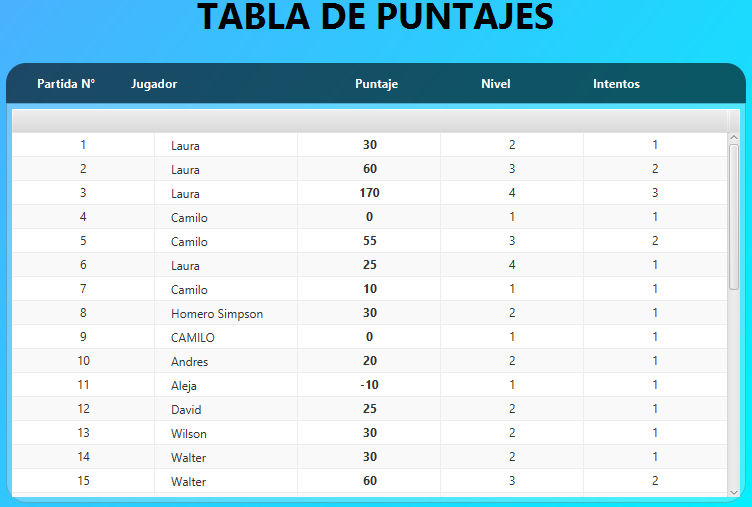 TABLA DE PUNTAJES
Partida N° Jugador Puntaje Nivel Intentos
1 Laura 30 2 1
2 Laura 60 3 2
3 Laura 170 4 3
4 Camilo 0 1 1
5 Camilo 55 3 2
6 Laura 25 4 1
7 Camilo 10 1 1
8 Homero Simpson 30 2 1
9 CAMILO 0 1 1
10 Andres 20 2 1
11 Aleja -10 1 1
12 David 25 2 1
13 Wilson 30 2 1
14 Walter 30 2 1
15 Walter 60 3 2